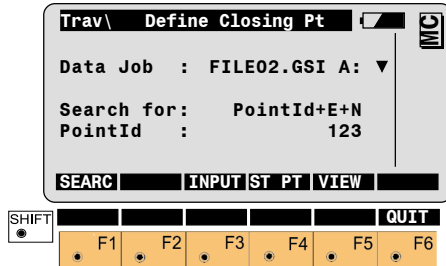 Trav\ Define Closing Pt MC
Data Job : FILE02.GSI A: ▼
Search for: PointId+E+N
PointId : 123
SEARC INPUT ST PT VIEW
SHIFT QUIT
F1 F2 F3 F4 F5 F6